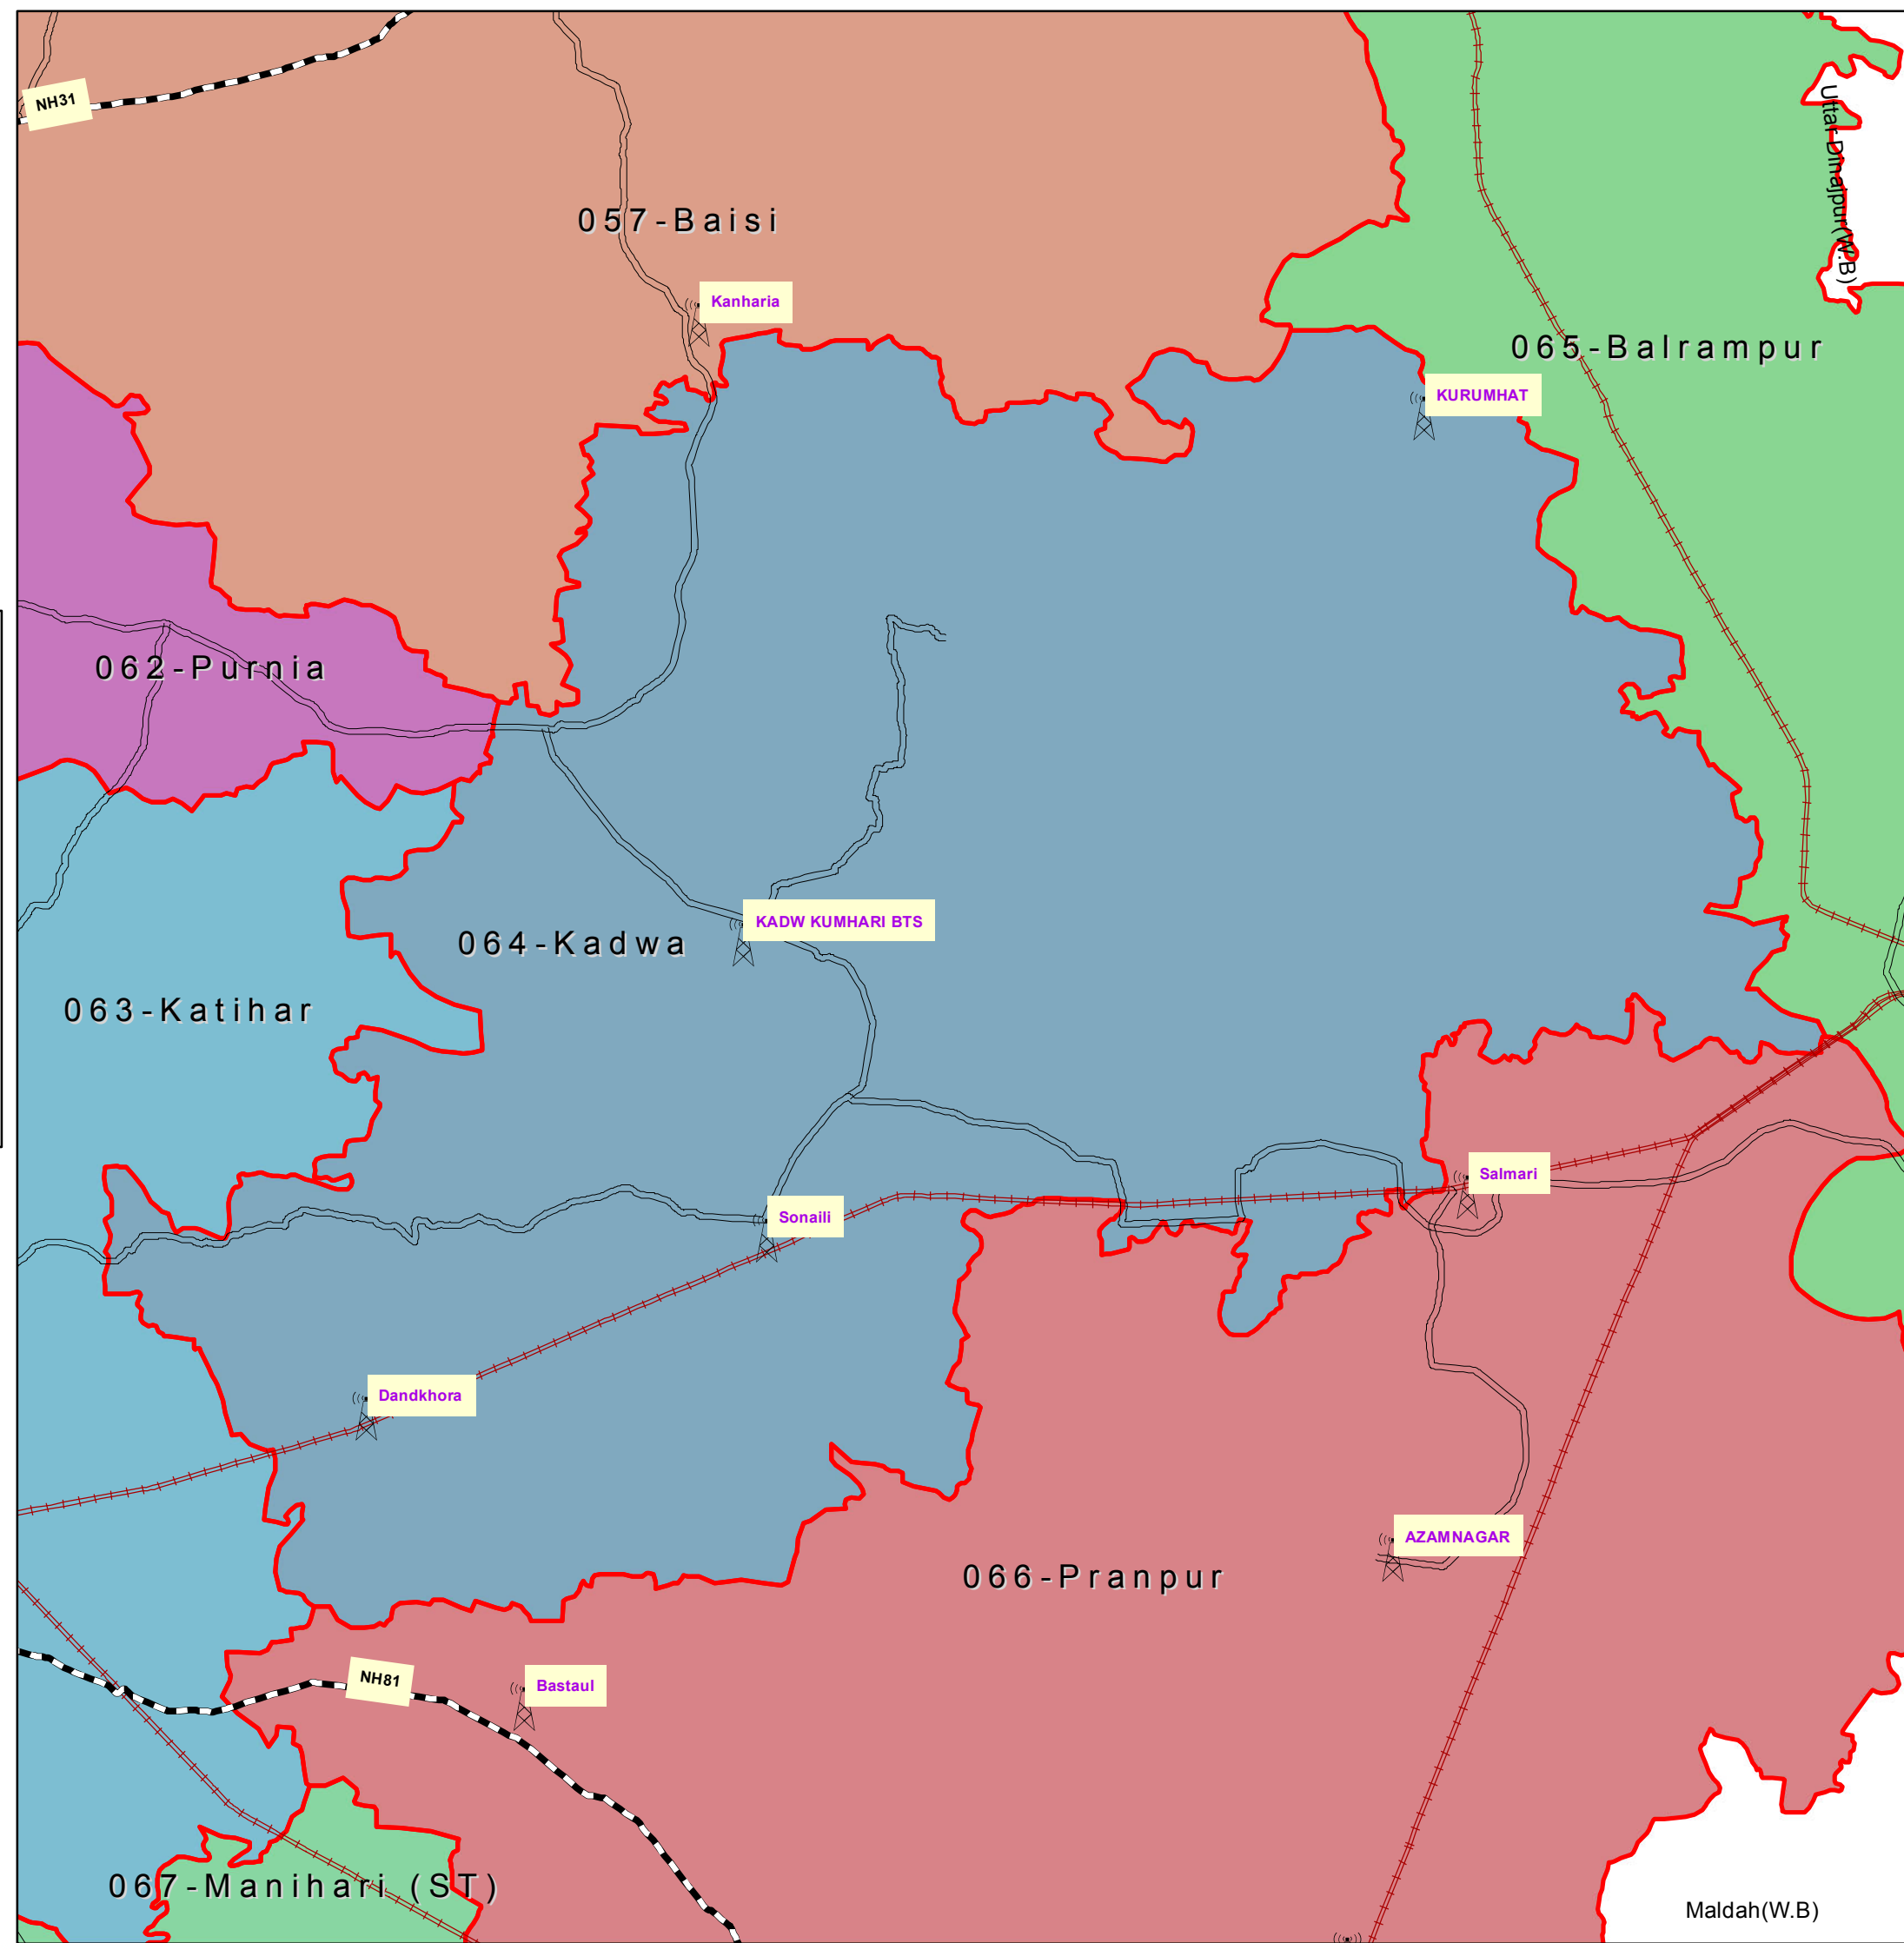 NH31
Uttar Dinajpur(W.B)
057-Baisi
Kanharia
065-Balrampur
KURUMHAT
062-Purnia
KADW KUMHARI BTS
064-Kadwa
063-Katihar
Salmari
Sonaili
Dandkhora
AZAMNAGAR
066-Pranpur
NH81
Bastaul
067-Manihari (ST)
Maldah(W.B)